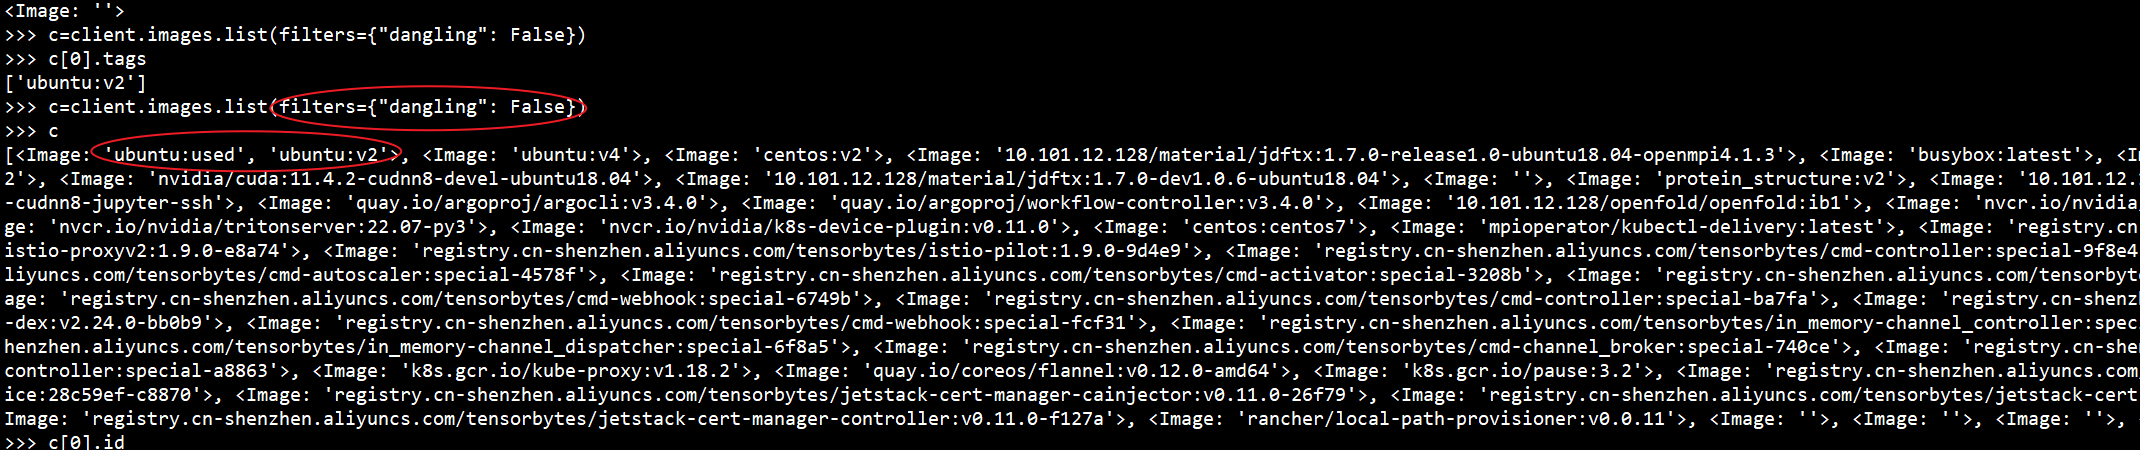 <Image: ''>
>>> c=client.images.list(filters={"dangling": False})
>>> c[0].tags
['ubuntu:v2']
>>> c=client.images.list(filters={"dangling": False})
>>> c
[<Image: 'ubuntu:used', 'ubuntu:v2'>, <Image: 'ubuntu:v4'>, <Image: 'centos:v2'>, <Image: '10.101.12.128/material/jdftx:1.7.0-release1.0-ubuntu18.04-openmpi4.1.3'>, <Image: 'busybox:latest'>, <Im
2'>, <Image: 'nvidia/cuda:11.4.2-cudnn8-devel-ubuntu18.04'>, <Image: '10.101.12.128/material/jdftx:1.7.0-dev1.0.6-ubuntu18.04'>, <Image: ''>, <Image: 'protein_structure:v2'>, <Image: '10.101.12.
-cudnn8-jupyter-ssh'>, <Image: 'quay.io/argoproj/argocli:v3.4.0'>, <Image: 'quay.io/argoproj/workflow-controller:v3.4.0'>, <Image: '10.101.12.128/openfold/openfold:ib1'>, <Image: 'nvcr.io/nvidia/
ge: 'nvcr.io/nvidia/tritonserver:22.07-py3'>, <Image: 'nvcr.io/nvidia/k8s-device-plugin:v0.11.0'>, <Image: 'centos:centos7'>, <Image: 'mpioperator/kubectl-delivery:latest'>, <Image: 'registry.cn-
istio-proxyv2:1.9.0-e8a74'>, <Image: 'registry.cn-shenzhen.aliyuncs.com/tensorbytes/istio-pilot:1.9.0-9d4e9'>, <Image: 'registry.cn-shenzhen.aliyuncs.com/tensorbytes/cmd-controller:special-9f8e4
liyuncs.com/tensorbytes/cmd-autoscaler:special-4578f'>, <Image: 'registry.cn-shenzhen.aliyuncs.com/tensorbytes/cmd-activator:special-3208b'>, <Image: 'registry.cn-shenzhen.aliyuncs.com/tensorbyte
age: 'registry.cn-shenzhen.aliyuncs.com/tensorbytes/cmd-webhook:special-6749b'>, <Image: 'registry.cn-shenzhen.aliyuncs.com/tensorbytes/cmd-controller:special-ba7fa'>, <Image: 'registry.cn-shenzh
-dex:v2.24.0-bb0b9'>, <Image: 'registry.cn-shenzhen.aliyuncs.com/tensorbytes/cmd-webhook:special-fcf31'>, <Image: 'registry.cn-shenzhen.aliyuncs.com/tensorbytes/in_memory-channel_controller:speci
henzhen.aliyuncs.com/tensorbytes/in_memory-channel_dispatcher:special-6f8a5'>, <Image: 'registry.cn-shenzhen.aliyuncs.com/tensorbytes/cmd-channel_broker:special-740ce'>, <Image: 'registry.cn-shen
controller:special-a8863'>, <Image: 'k8s.gcr.io/kube-proxy:v1.18.2'>, <Image: 'quay.io/coreos/flannel:v0.12.0-amd64'>, <Image: 'k8s.gcr.io/pause:3.2'>, <Image: 'registry.cn-shenzhen.aliyuncs.com/
ice:28c59ef-c8870'>, <Image: 'registry.cn-shenzhen.aliyuncs.com/tensorbytes/jetstack-cert-manager-cainjector:v0.11.0-26f79'>, <Image: 'registry.cn-shenzhen.aliyuncs.com/tensorbytes/jetstack-cert-
Image: 'registry.cn-shenzhen.aliyuncs.com/tensorbytes/jetstack-cert-manager-controller:v0.11.0-f127a'>, <Image: 'rancher/local-path-provisioner:v0.0.11'>, <Image: ''>, <Image: ''>, <Image: ''>,
>>> c[0].id